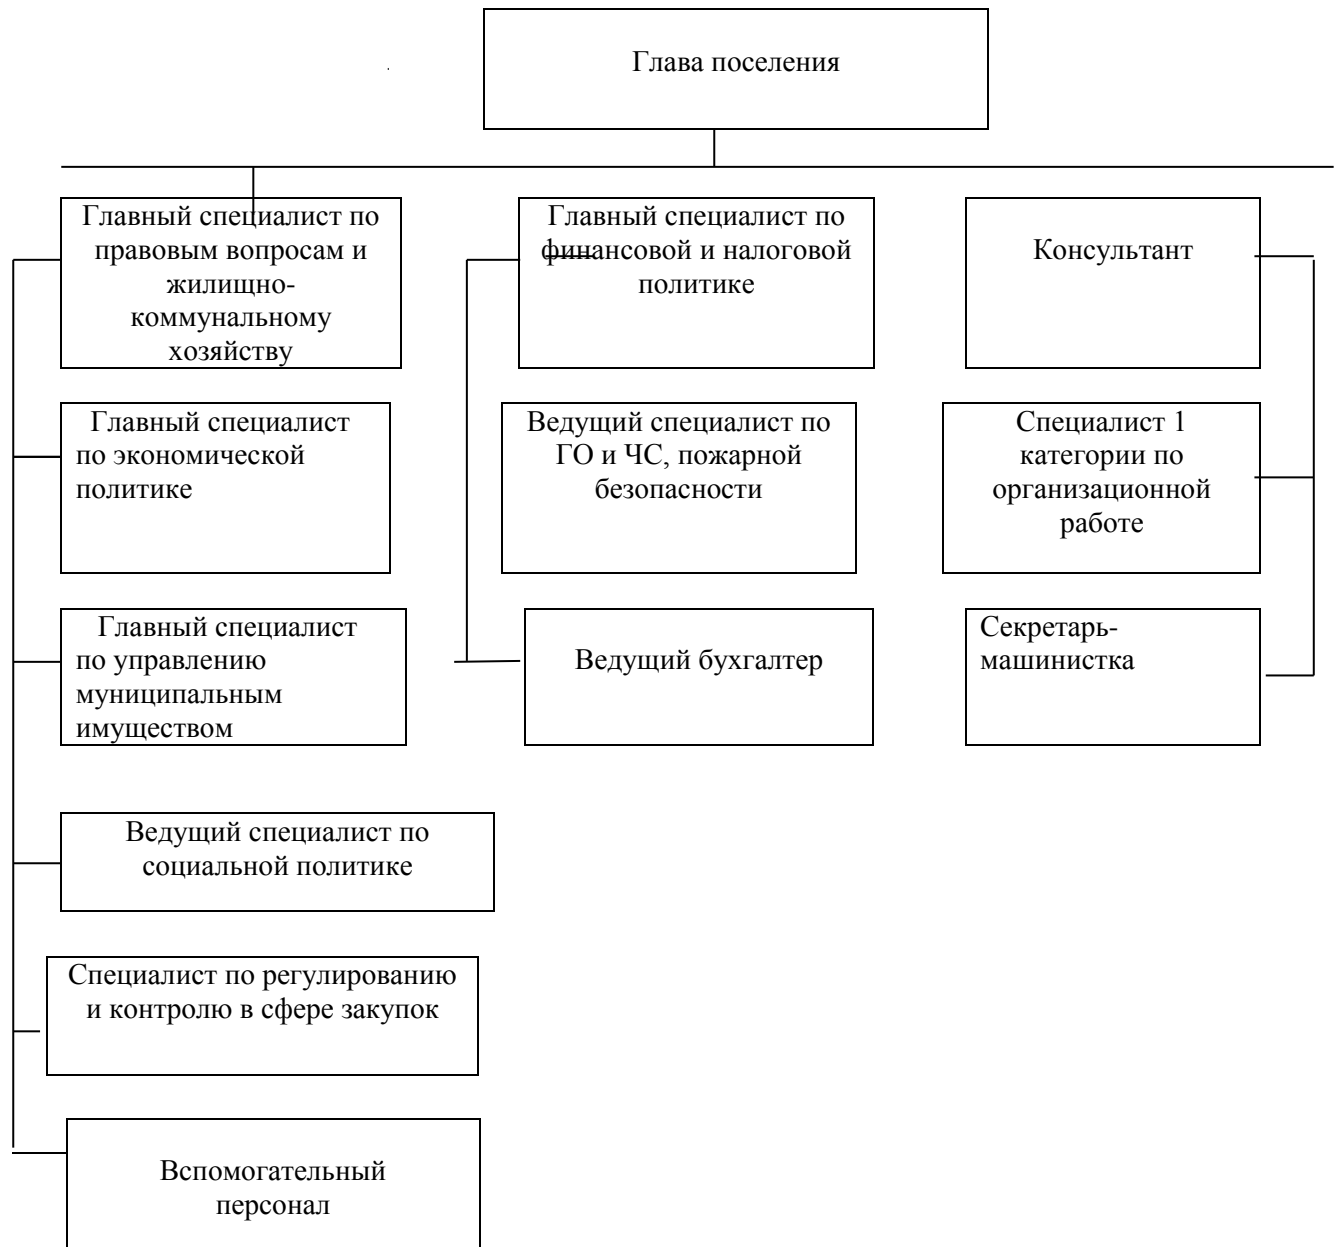 Глава поселения
Главный специалист по
правовым вопросам и
жилищно-
коммунальному
хозяйству
Главный специалист по
финансовой и налоговой
политике
Консультант
Главный специалист
по экономической
политике
Ведущий специалист по
ГО и ЧС, пожарной
безопасности
Специалист 1
категории по
организационной
работе
Главный специалист
по управлению
муниципальным
имуществом
Ведущий бухгалтер
Секретарь-
машинистка
Ведущий специалист по
социальной политике
Специалист по регулированию
и контролю в сфере закупок
Вспомогательный
персонал